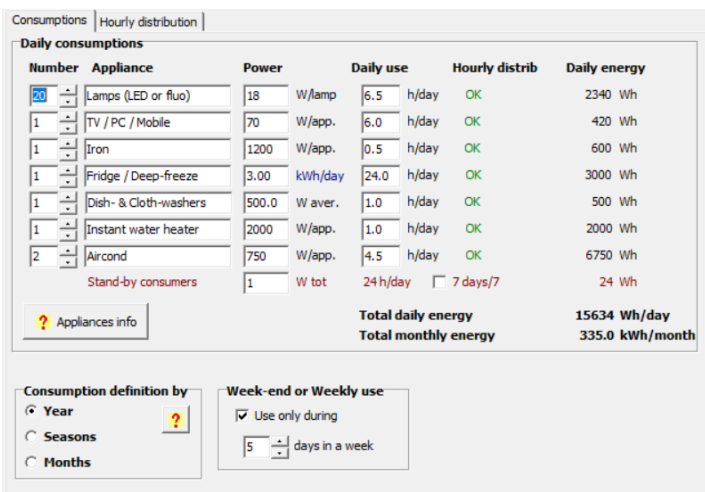 Consumptions Hourly distribution
Daily consumptions
Number Appliance Power Daily use Hourly distrib Daily energy
20 Lamps (LED or fluo) 18 W/lamp 6.5 h/day OK 2340 Wh
1 TV / PC / Mobile 70 W/app. 6.0 h/day OK 420 Wh
1 Iron 1200 W/app. 0.5 h/day OK 600 Wh
1 Fridge / Deep-freeze 3.00 kWh/day 24.0 h/day OK 3000 Wh
1 Dish- & Cloth-washers 500.0 W aver. 1.0 h/day OK 500 Wh
1 Instant water heater 2000 W/app. 1.0 h/day OK 2000 Wh
2 Aircond 750 W/app. 4.5 h/day OK 6750 Wh
Stand-by consumers 1 W tot 24 h/day 7 days/7 24 Wh
? Appliances info
Total daily energy 15634 Wh/day
Total monthly energy 335.0 kWh/month
Consumption definition by
Year ?
Seasons
Months
Week-end or Weekly use
Use only during
5 days in a week